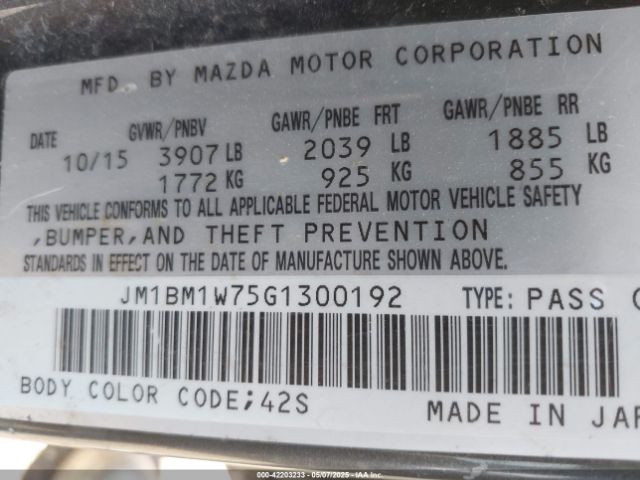 MFD. BY MAZDA MOTOR CORPORATION
DATE GVWR/PNBV GAWR/PNBE FRT GAWR/PNBE RR
10/15 3907 LB 2039 LB 1885 LB
1772 KG 925 KG 855 KG
THIS VEHICLE CONFORMS TO ALL APPLICABLE FEDERAL MOTOR VEHICLE SAFETY
,BUMPER,AND THEFT PREVENTION
STANDARDS IN EFFECT ON THE DATE OF MANUFACTURE SHOWN ABOVE.
JM1BM1W75G1300192 TYPE: PASS
BODY COLOR CODE;42S MADE IN JAP
000-42203233 - 05/07/2025 - IAAI.COM